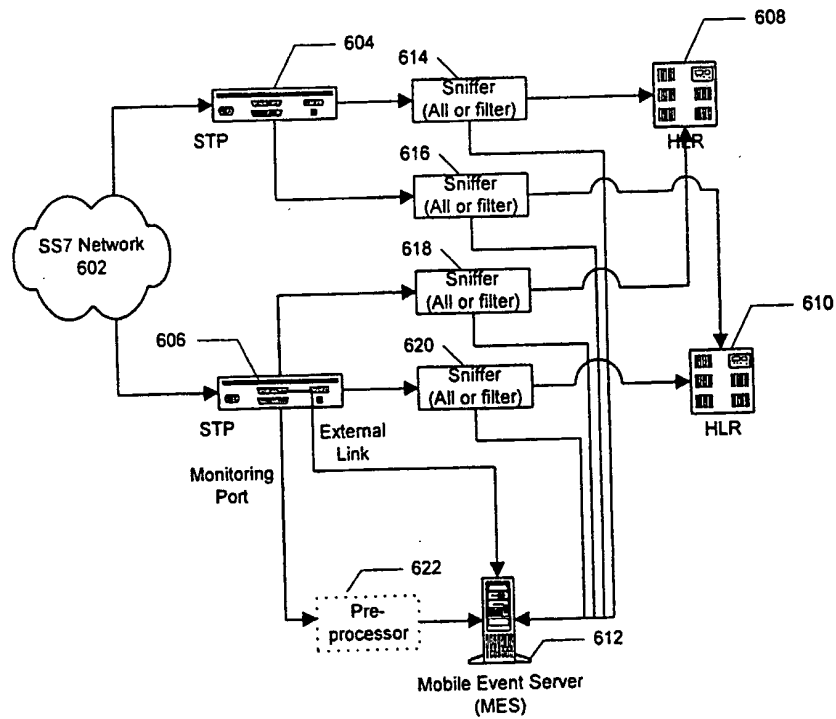 604
614
608
Sniffer
(All or filter)
STP
HLR
616
Sniffer
(All or filter)
SS7 Network
602
618
Sniffer
(All or filter)
610
606
620
Sniffer
(All or filter)
STP
External
Link
HLR
Monitoring
Port
622
Pre-
processor
612
Mobile Event Server
(MES)